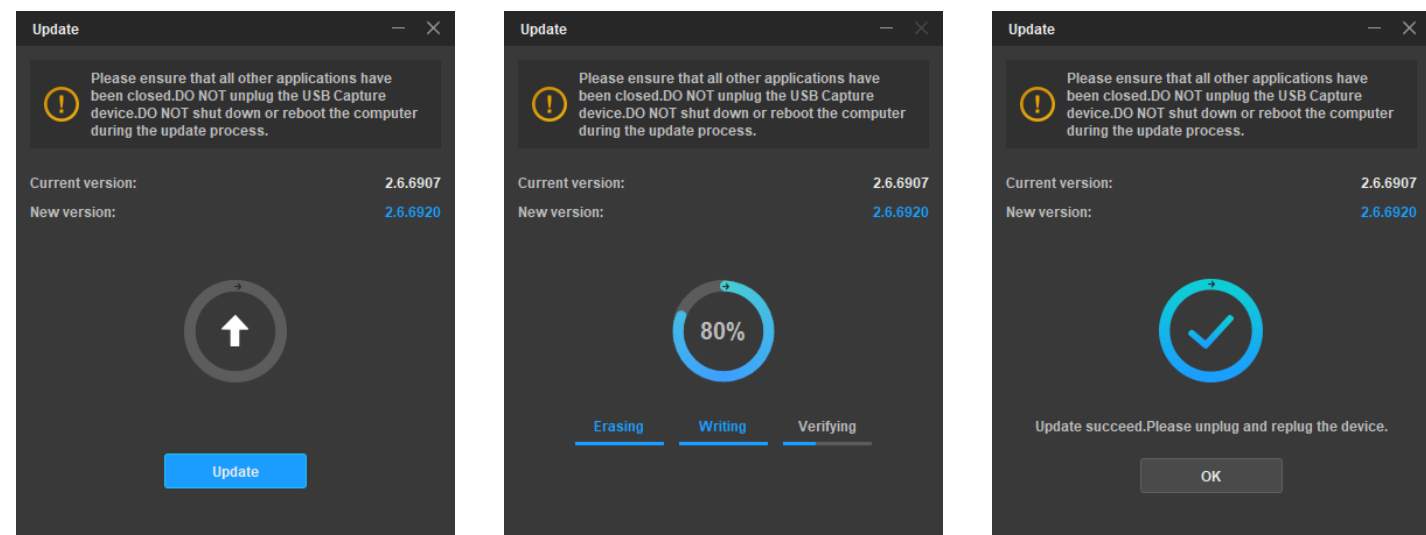 Update
Please ensure that all other applications have
been closed.DO NOT unplug the USB Capture
device.DO NOT shut down or reboot the computer
during the update process.
Current version: 2.6.6907
New version: 2.6.6920
Update
Update
Please ensure that all other applications have
been closed.DO NOT unplug the USB Capture
device.DO NOT shut down or reboot the computer
during the update process.
Current version: 2.6.6907
New version: 2.6.6920
80%
Erasing Writing Verifying
Update
Please ensure that all other applications have
been closed.DO NOT unplug the USB Capture
device.DO NOT shut down or reboot the computer
during the update process.
Current version: 2.6.6907
New version: 2.6.6920
Update succeed.Please unplug and replug the device.
OK